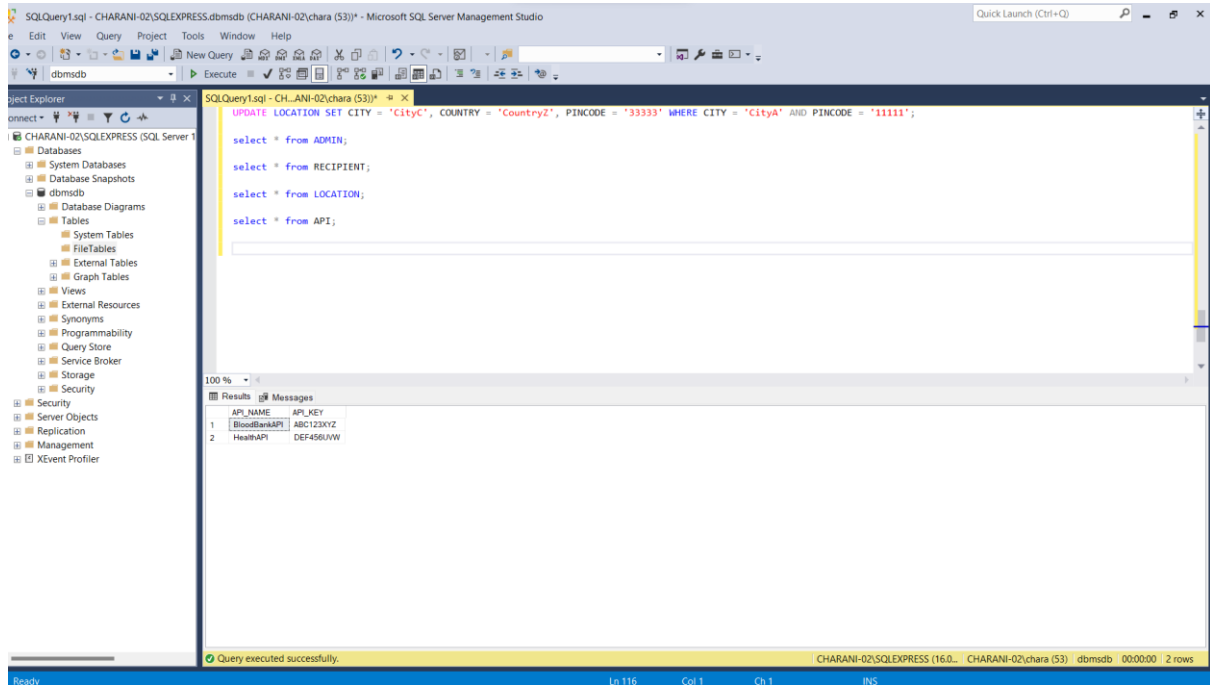 SQLQuery1.sql - CHARANI-02\SQLEXPRESS.dbmsdb (CHARANI-02\chara (53))* - Microsoft SQL Server Management Studio
Quick Launch (Ctrl+Q)
e Edit View Query Project Tools Window Help
New Query
dbmsdb
Execute
bject Explorer
SQLQuery1.sql - CH...ANI-02\chara (53))*
onnect
CHARANI-02\SQLEXPRESS (SQL Server 1
Databases
System Databases
Database Snapshots
dbmsdb
Database Diagrams
Tables
System Tables
FileTables
External Tables
Graph Tables
Views
External Resources
Synonyms
Programmability
Query Store
Service Broker
Storage
Security
Security
Server Objects
Replication
Management
XEvent Profiler
UPDATE LOCATION SET CITY = 'CityC', COUNTRY = 'CountryZ', PINCODE = '33333' WHERE CITY = 'CityA' AND PINCODE = '11111';
select * from ADMIN;
select * from RECIPIENT;
select * from LOCATION;
select * from API;
100 %
Results Messages
API_NAME API_KEY
1 BloodBankAPI ABC123XYZ
2 HealthAPI DEF456UVW
Query executed successfully.
CHARANI-02\SQLEXPRESS (16.0... CHARANI-02\chara (53) dbmsdb 00:00:00 2 rows
Ready Ln 116 Col 1 Ch 1 INS